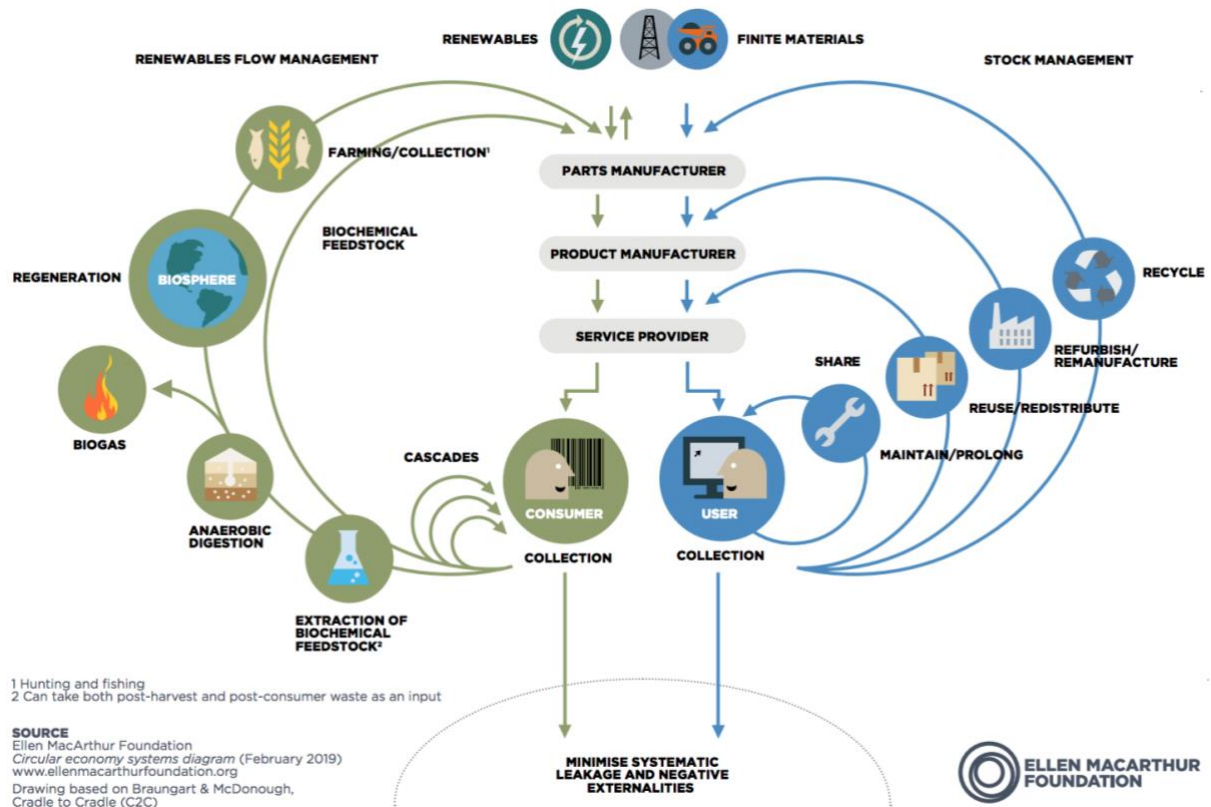 RENEWABLES
FINITE MATERIALS
RENEWABLES FLOW MANAGEMENT
STOCK MANAGEMENT
FARMING/COLLECTION¹
PARTS MANUFACTURER
BIOCHEMICAL
FEEDSTOCK
PRODUCT MANUFACTURER
REGENERATION
BIOSPHERE
RECYCLE
SERVICE PROVIDER
SHARE
REFURBISH/
REMANUFACTURE
REUSE/REDISTRIBUTE
BIOGAS
CASCADES
MAINTAIN/PROLONG
CONSUMER
USER
ANAEROBIC
DIGESTION
COLLECTION
COLLECTION
EXTRACTION OF
BIOCHEMICAL
FEEDSTOCK²
1 Hunting and fishing
2 Can take both post-harvest and post-consumer waste as an input
SOURCE
Ellen MacArthur Foundation
Circular economy systems diagram (February 2019)
www.ellenmacarthurfoundation.org
Drawing based on Braungart & McDonough,
Cradle to Cradle (C2C)
MINIMISE SYSTEMATIC
LEAKAGE AND NEGATIVE
EXTERNALITIES
ELLEN MACARTHUR
FOUNDATION